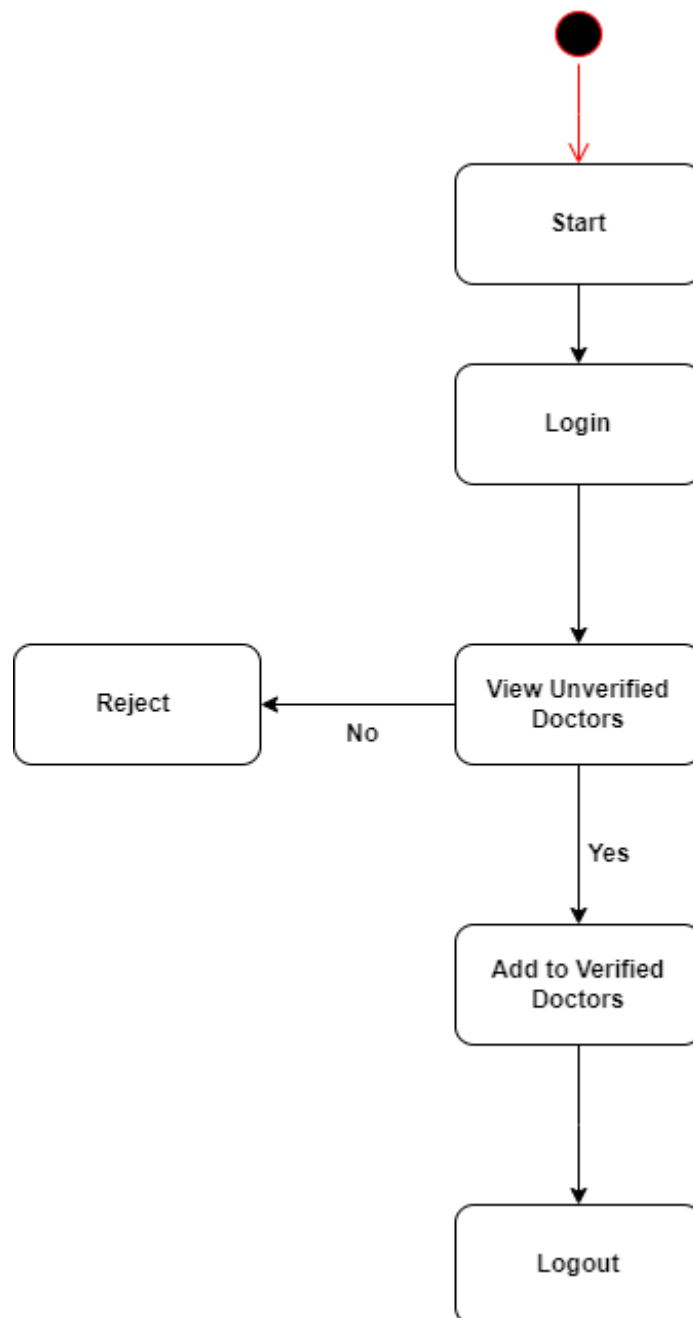 Start
Login
View Unverified
Doctors
Reject
No
Yes
Add to Verified
Doctors
Logout